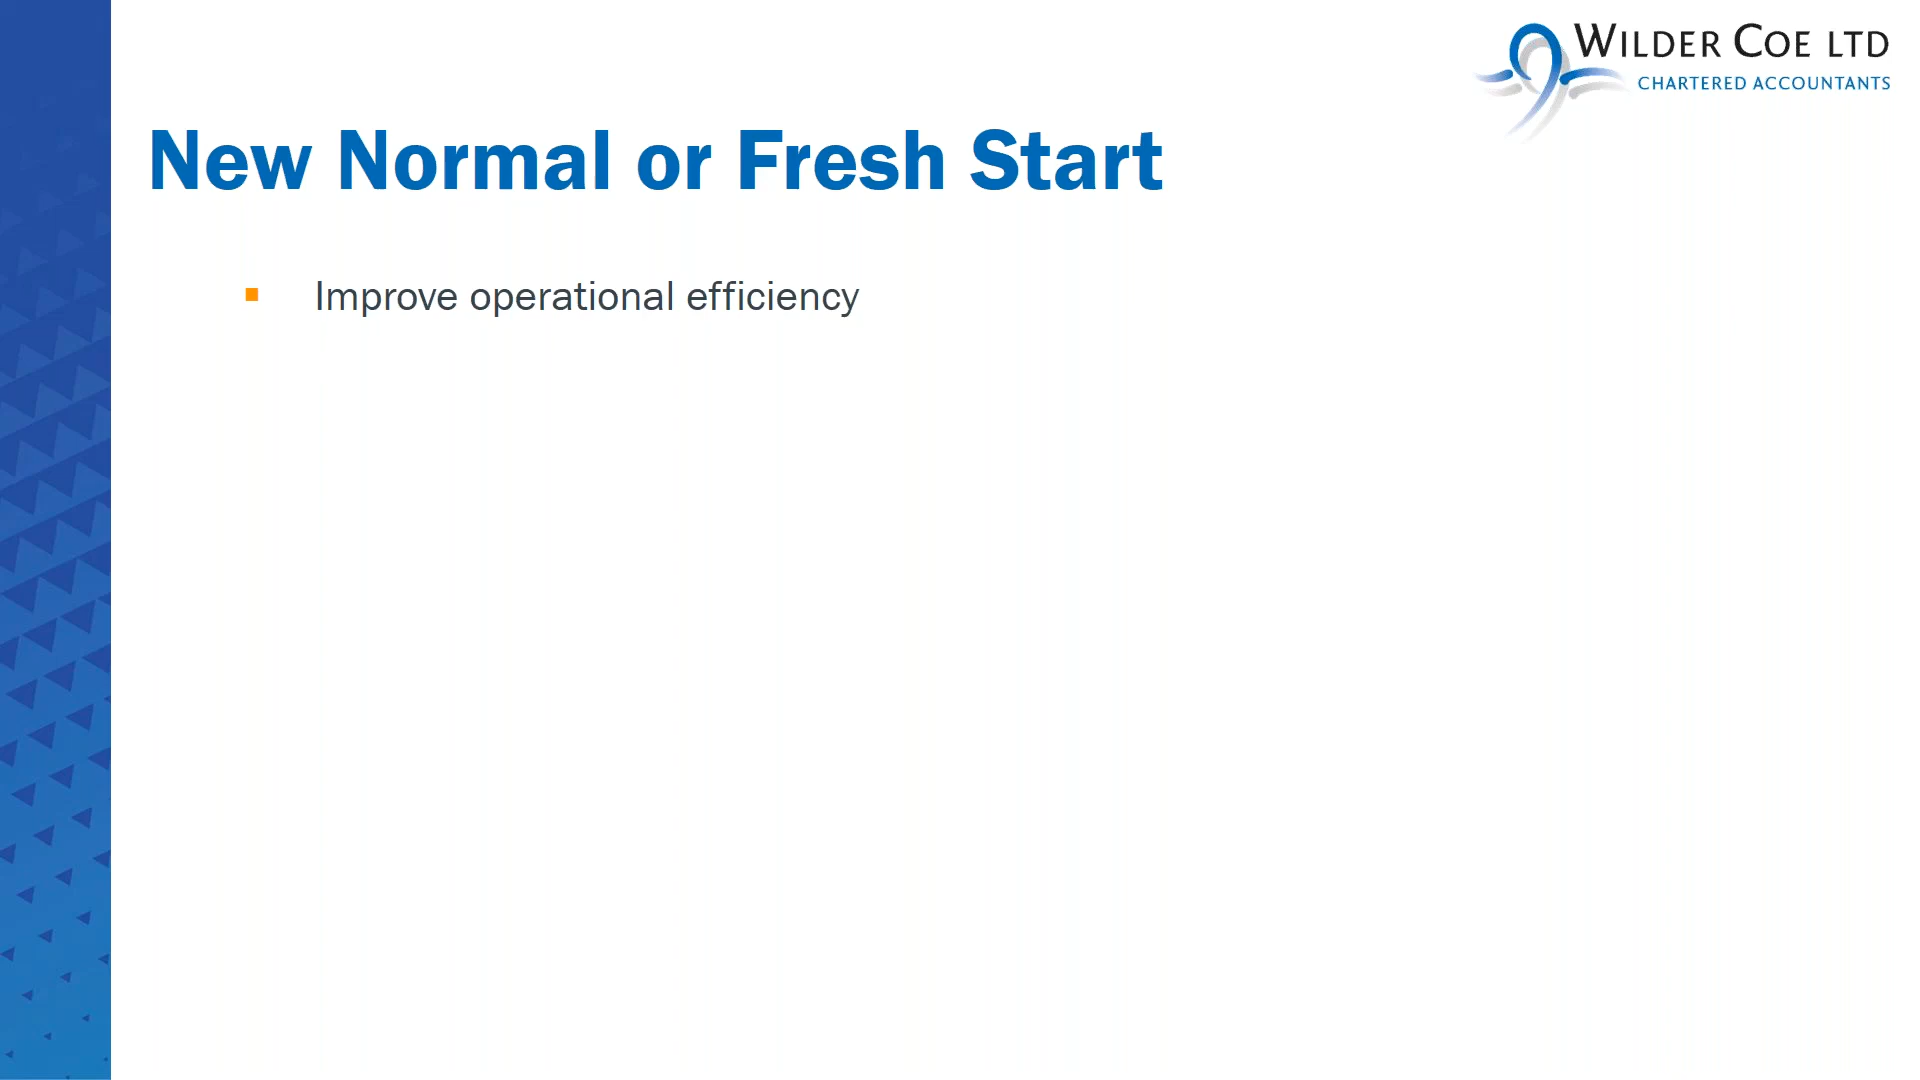 WILDER COE LTD
CHARTERED ACCOUNTANTS
New Normal or Fresh Start
Improve operational efficiency